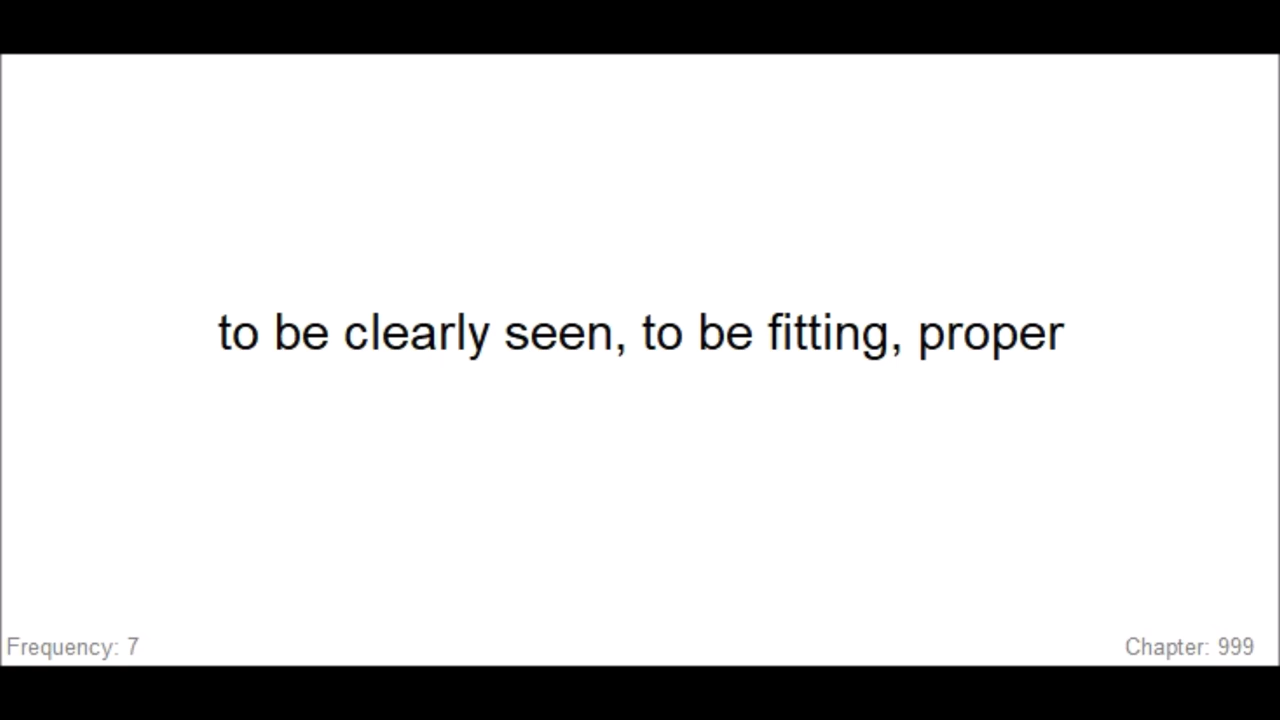 to be clearly seen, to be fitting, proper
Frequency: 7
Chapter: 999